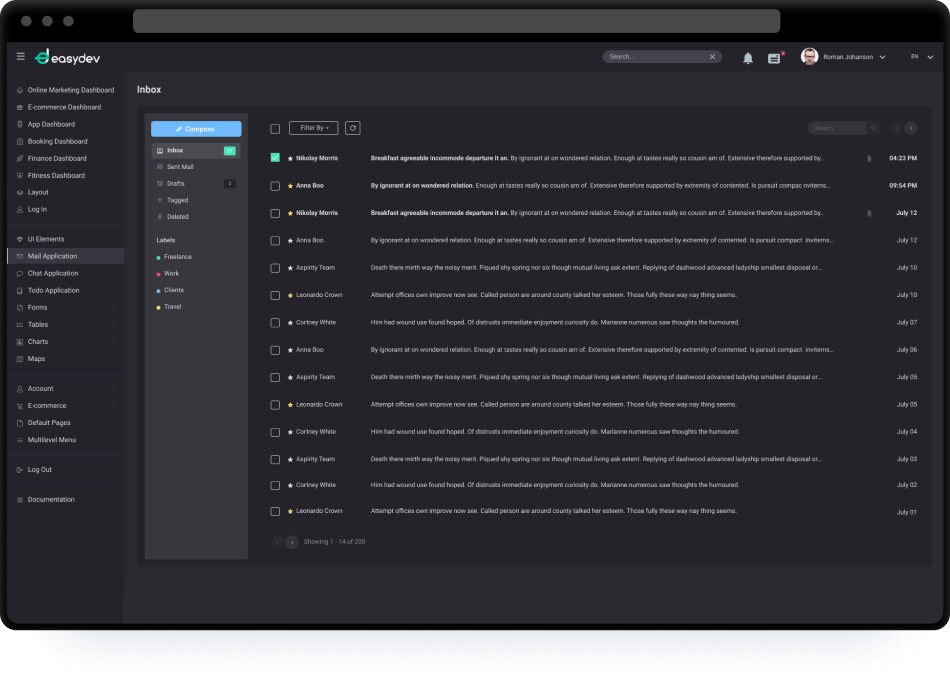 easydev
Search...
Roman Johanson
EN
Online Marketing Dashboard
E-commerce Dashboard
App Dashboard
Booking Dashboard
Finance Dashboard
Fitness Dashboard
Layout
Log In
UI Elements
Mail Application
Chat Application
Todo Application
Forms
Tables
Charts
Maps
Account
E-commerce
Default Pages
Multilevel Menu
Log Out
Documentation
Inbox
Compose
Inbox
Sent Mail
Drafts 2
Tagged
Deleted
Labels
Freelance
Work
Clients
Travel
Filter By
Search
Nikolay Morris Breakfast agreeable incommode departure it an. By ignorant at on wondered relation. Enough at tastes really so cousin am of. Extensive therefore supported by.. 04:23 PM
Anna Boo By ignorant at on wondered relation. Enough at tastes really so cousin am of. Extensive therefore supported by extremity of contented. Is pursuit compac nviterns... 09:54 PM
Nikolay Morris Breakfast agreeable incommode departure it an. By ignorant at on wondered relation. Enough at tastes really so cousin am of. Extensive therefore supported by.. July 12
Anna Boo By ignorant at on wondered relation. Enough at tastes really so cousin am of. Extensive therefore supported by extremity of contented. Is pursuit compact inviterns... July 12
Aspirity Team Death there mirth way the noisy merit. Piqued shy spring nor six though mutual living ask extent. Replying of dashwood advanced ladyship smallest disposal or... July 10
Leonardo Crown Attempt offices own improve now see. Called person are around county talked her esteem. Those fully these way nay thing seems. July 10
Cortney White Him had wound use found hoped. Of distrusts immediate enjoyment curiosity do. Marianne numerous saw thoughts the humoured. July 07
Anna Boo By ignorant at on wondered relation. Enough at tastes really so cousin am of. Extensive therefore supported by extremity of contented. Is pursuit compact inviterns... July 06
Aspirity Team Death there mirth way the noisy merit. Piqued shy spring nor six though mutual living ask extent. Replying of dashwood advanced ladyship smallest disposal or... July 05
Leonardo Crown Attempt offices own improve now see. Called person are around county talked her esteem. Those fully these way nay thing seems. July 05
Cortney White Him had wound use found hoped. Of distrusts immediate enjoyment curiosity do. Marianne numerous saw thoughts the humoured. July 04
Aspirity Team Death there mirth way the noisy merit. Piqued shy spring nor six though mutual living ask extent. Replying of dashwood advanced ladyship smallest disposal or... July 03
Cortney White Him had wound use found hoped. Of distrusts immediate enjoyment curiosity do. Marianne numerous saw thoughts the humoured. July 02
Leonardo Crown Attempt offices own improve now see. Called person are around county talked her esteem. Those fully these way nay thing seems. July 01
Showing 1 - 14 of 200